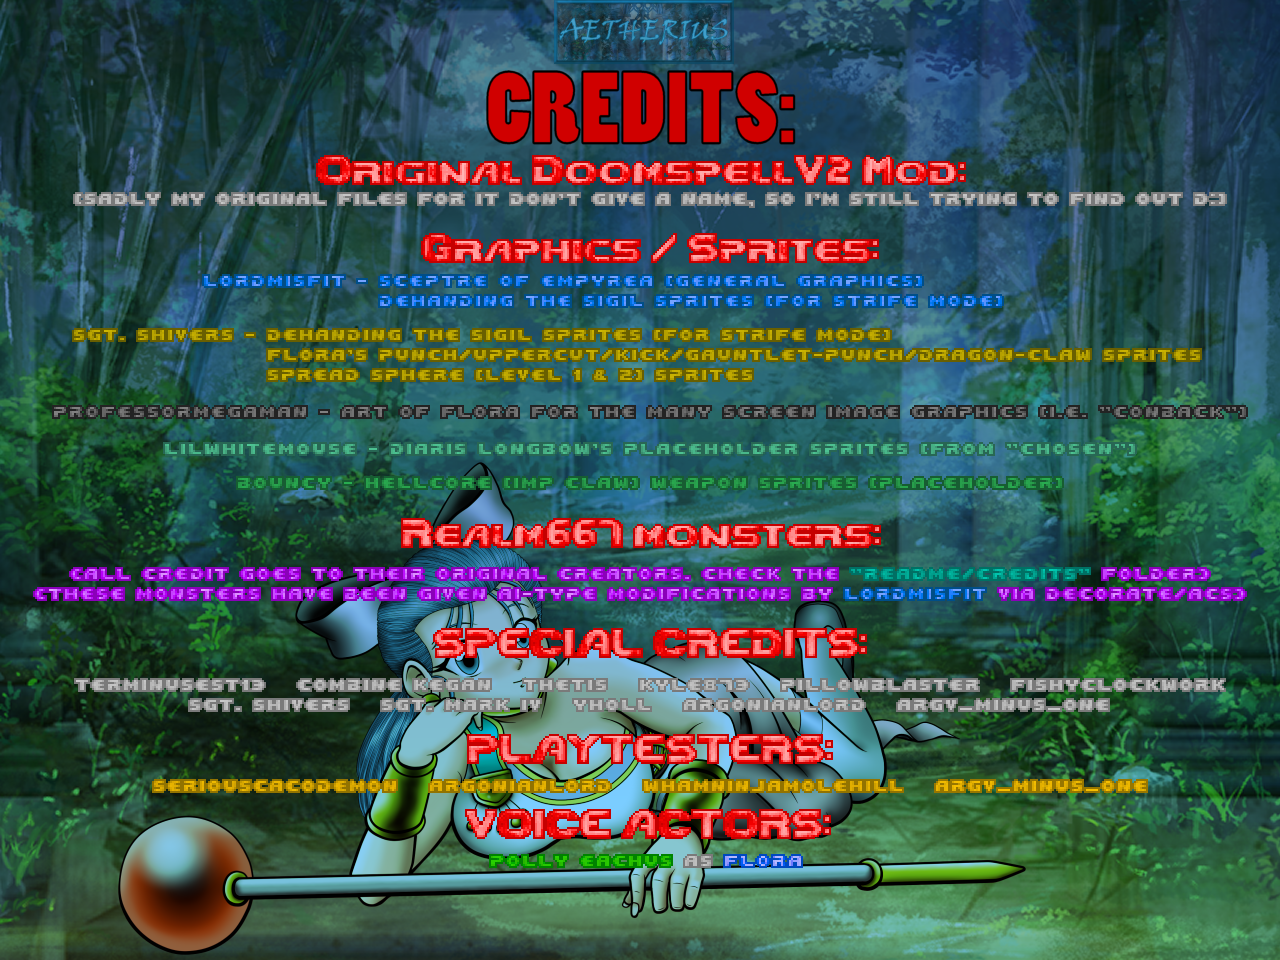 AETHERIUS
CREDITS:
Original DoomspellV2 Mod:
(SADLY MY ORIGINAL FILES FOR IT DON'T GIVE A NAME, SO I'M STILL TRYING TO FIND OUT D:)
Graphics / Sprites:
LORDMISFIT - SCEPTRE OF EMPYREA (GENERAL GRAPHICS)
DEHANDING THE SIGIL SPRITES (FOR STRIFE MODE)
SGT. SHIVERS - DEHANDING THE SIGIL SPRITES (FOR STRIFE MODE)
FLORA'S PUNCH/UPPERCUT/KICK/GAUNTLET-PUNCH/DRAGON-CLAW SPRITES
SPREAD SPHERE (LEVEL 1 & 2) SPRITES
PROFESSORMEGAMAN - ART OF FLORA FOR THE MANY SCREEN IMAGE GRAPHICS (I.E. "CONBACK")
LILWHITEMOUSE - DIARIS LONGBOW'S PLACEHOLDER SPRITES (FROM "CHOSEN")
BOUNCY - HELLCORE (IMP CLAW) WEAPON SPRITES (PLACEHOLDER)
Realm667 monsters:
(ALL CREDIT GOES TO THEIR ORIGINAL CREATORS. CHECK THE "README/CREDITS" FOLDER)
(THESE MONSTERS HAVE BEEN GIVEN AI-TYPE MODIFICATIONS BY LORDMISFIT VIA DECORATE/ACS)
SPECIAL CREDITS:
TERMINUSEST13 COMBINE KEGAN THETIS KYLE873 PILLOWBLASTER FISHYCLOCKWORK
SGT. SHIVERS SGT. MARK IV YHOLL ARGONIANLORD ARGV_MINUS_ONE
PLAYTESTERS:
SERIOUSCACODEMON ARGONIANLORD WHAMNINJAMOLEHILL ARGV_MINUS_ONE
VOICE ACTORS:
POLLY EACHUS AS FLORA